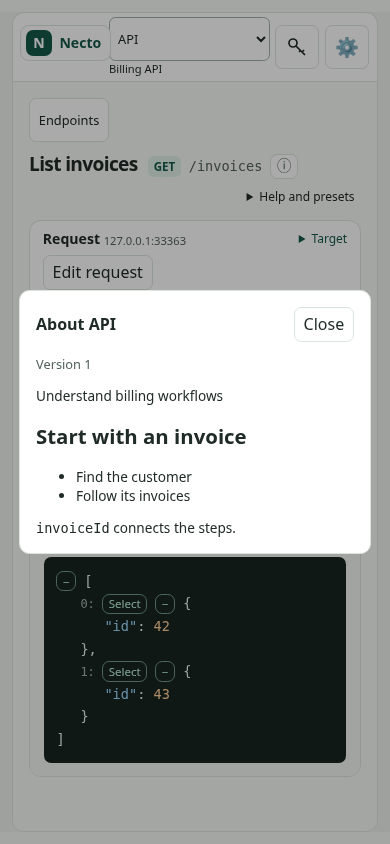 N Necto
API
Billing API
Endpoints
List invoices GET /invoices ⓘ
▶ Help and presets
Request 127.0.0.1:33363
▶ Target
Edit request
About API
Close
Version 1
Understand billing workflows
Start with an invoice
• Find the customer
• Follow its invoices
invoiceId connects the steps.
− [
0: Select − {
"id": 42
},
1: Select − {
"id": 43
}
]